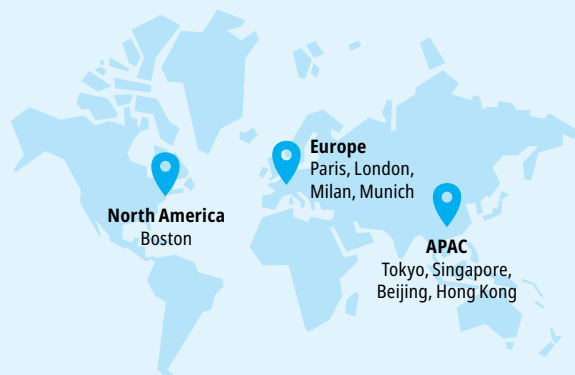 North America
Boston
Europe
Paris, London,
Milan, Munich
APAC
Tokyo, Singapore,
Beijing, Hong Kong